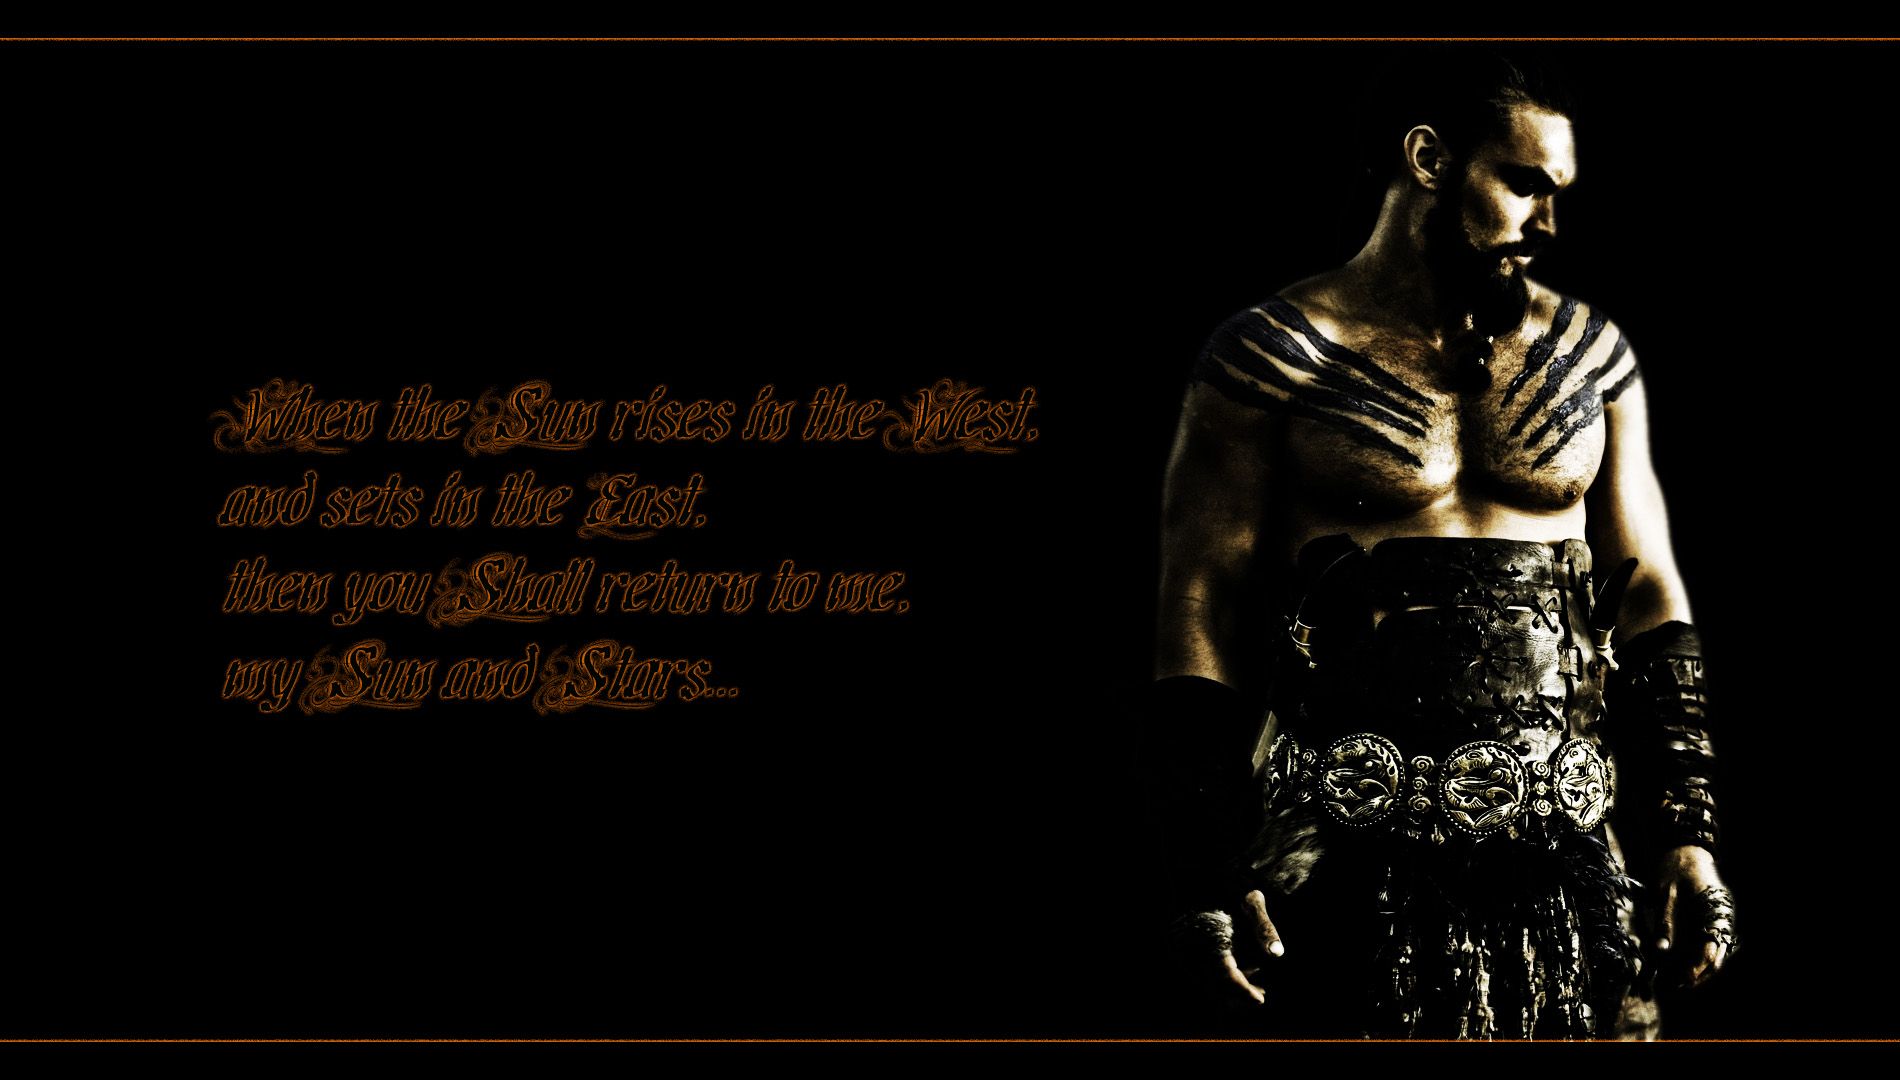 When the Sun rises in the West,
and sets in the East,
then you Shall return to me,
my Sun and Stars...